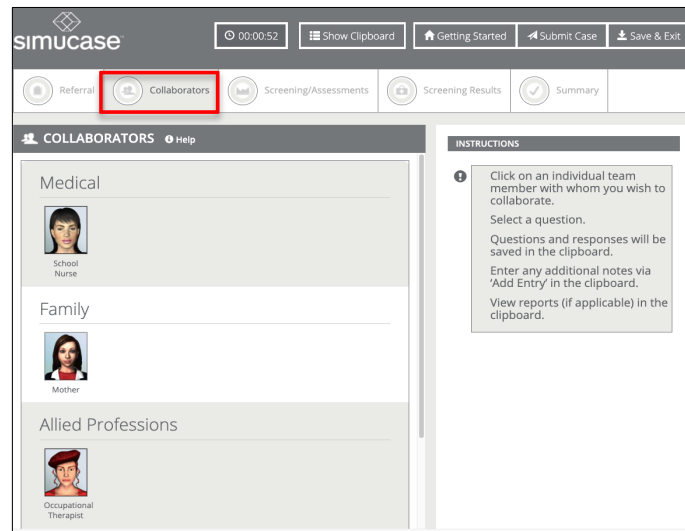 simucase
00:00:52
Show Clipboard
Getting Started
Submit Case
Save & Exit
Referral
Collaborators
Screening/Assessments
Screening Results
Summary
COLLABORATORS Help
Medical
School
Nurse
Family
Mother
Allied Professions
Occupational
Therapist
INSTRUCTIONS
Click on an individual team
member with whom you wish to
collaborate.
Select a question.
Questions and responses will be
saved in the clipboard.
Enter any additional notes via
‘Add Entry’ in the clipboard.
View reports (if applicable) in the
clipboard.